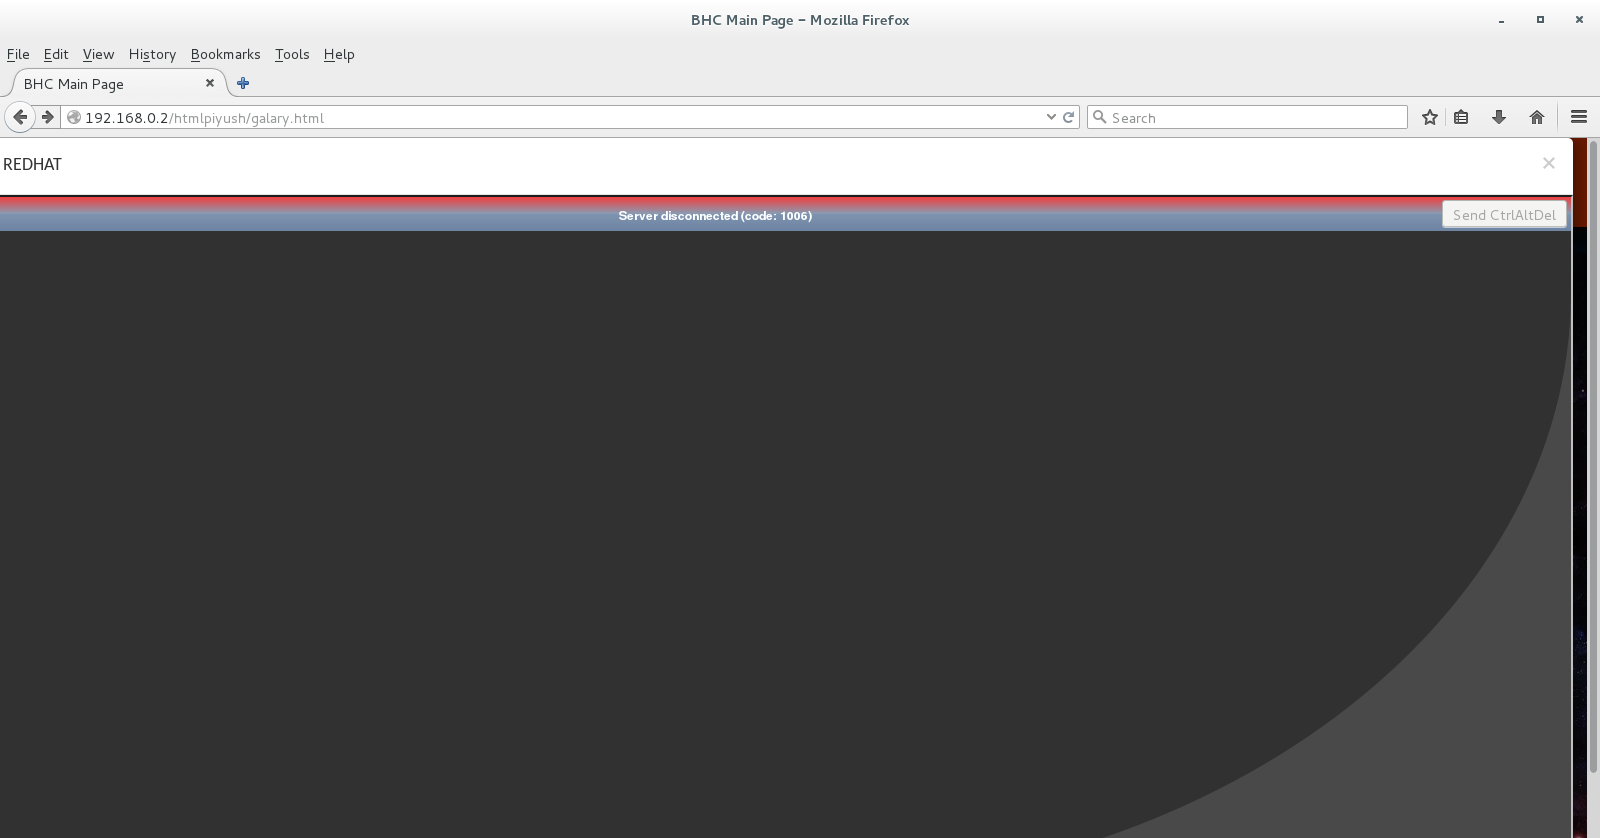 BHC Main Page – Mozilla Firefox
File Edit View History Bookmarks Tools Help
BHC Main Page
192.168.0.2/htmlpiyush/galary.html
Search
REDHAT
Server disconnected (code: 1006)
Send CtrlAltDel